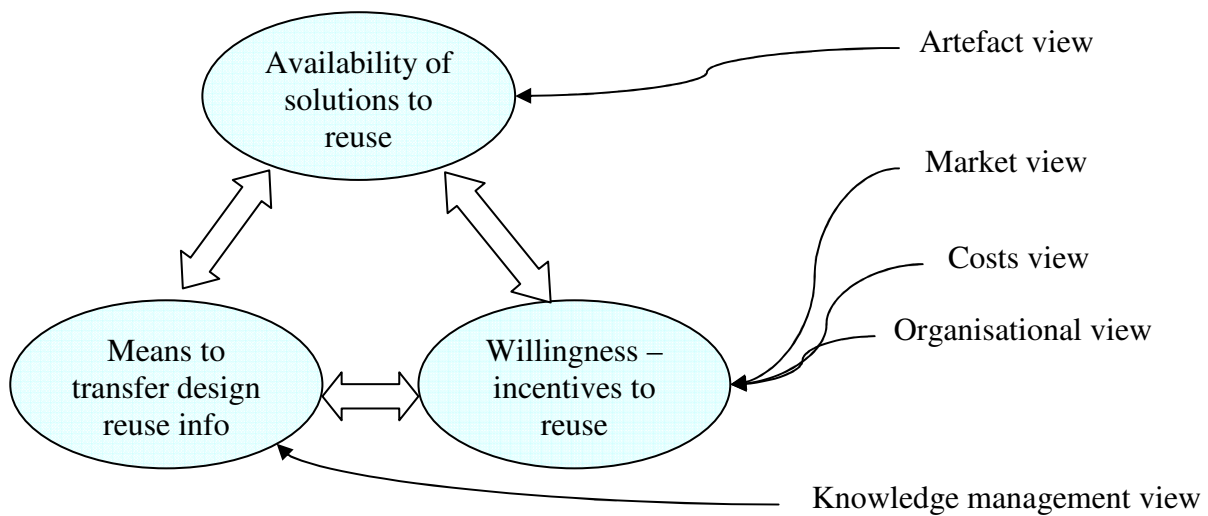 Availability of
solutions to
reuse
Artefact view
Market view
Costs view
Organisational view
Means to
transfer design
reuse info
Willingness –
incentives to
reuse
Knowledge management view